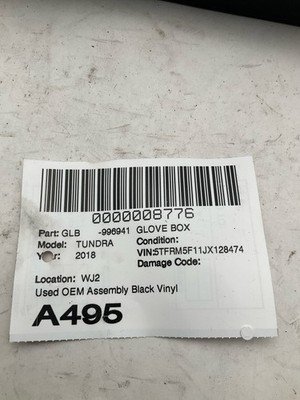 0000008776
Part: GLB -996941 GLOVE BOX
Model: TUNDRA Condition:
Year: 2018 VIN:5TFRM5F11JX128474
Damage Code:
Location: WJ2
Used OEM Assembly Black Vinyl
A495